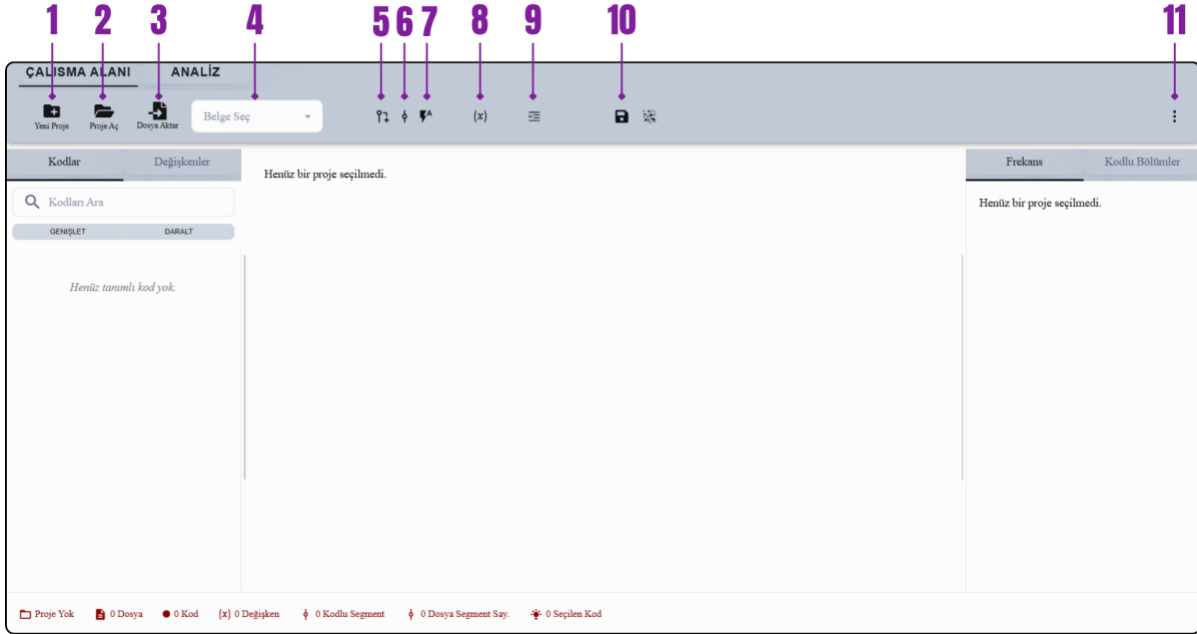 1 2 3 4 5 6 7 8 9 10 11
ÇALISMA ALANI ANALİZ
Yeni Proje Proje Aç Dosya Aktar Belge Seç (x)
Kodlar Değişkenler Henüz bir proje seçilmedi. Frekans Kodlu Bölümler
Kodları Ara Henüz bir proje seçilmedi.
GENIŞLET DARALT
Henüz tanımlı kod yok.
Proje Yok 0 Dosya 0 Kod (x) 0 Değişken 0 Kodlu Segment 0 Dosya Segment Say. 0 Seçilen Kod